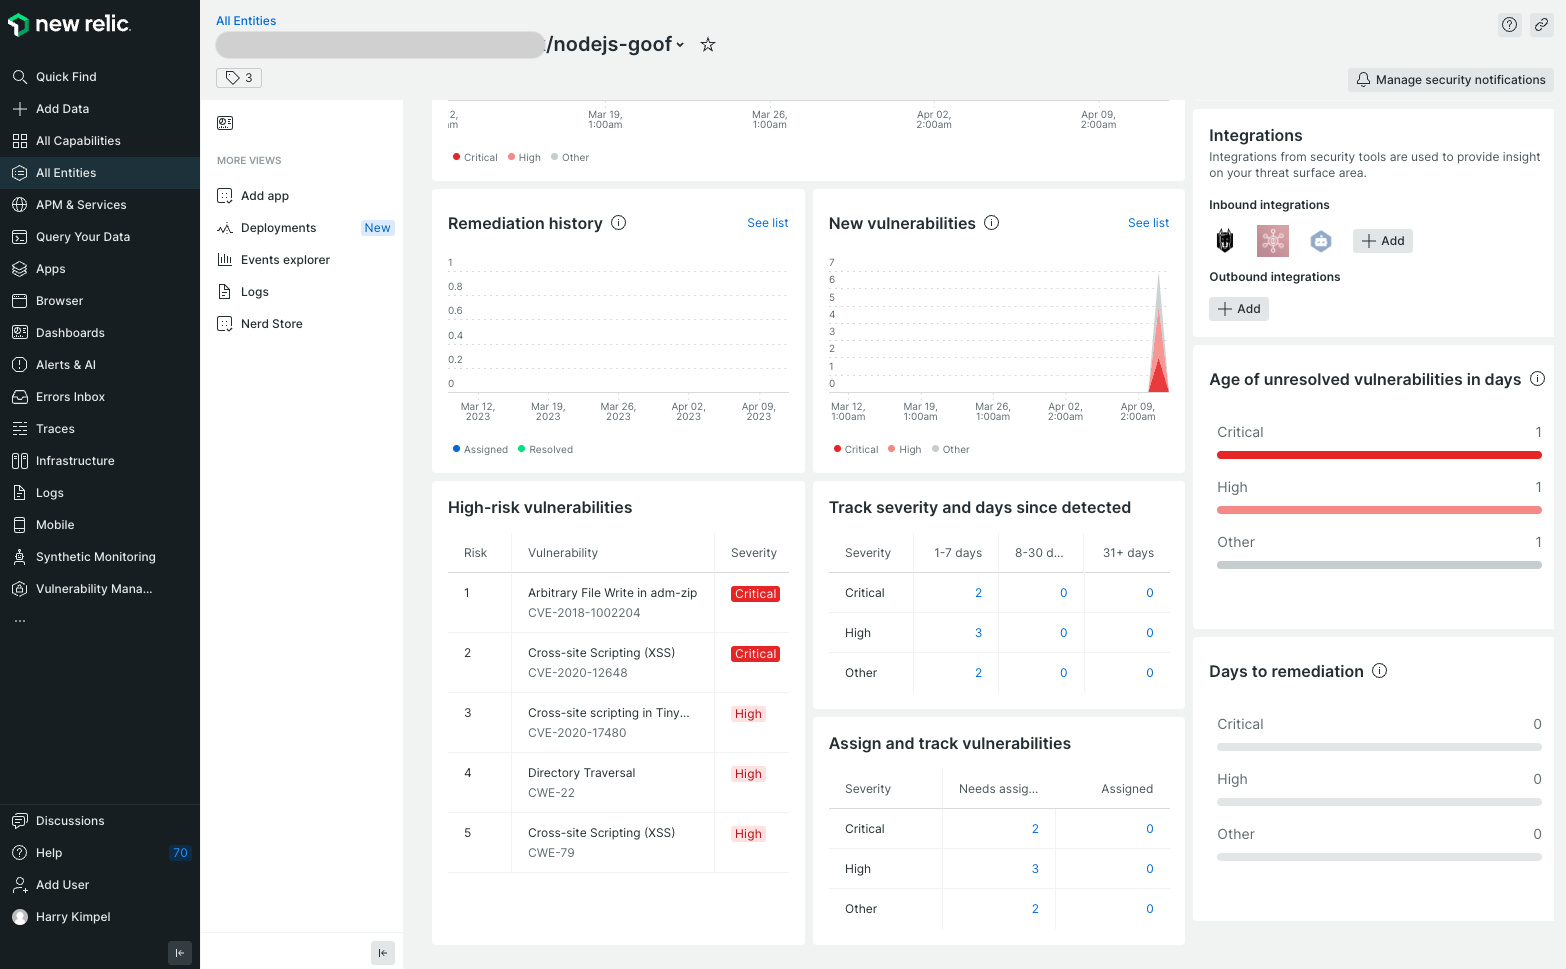 new relic.
Quick Find
Add Data
All Capabilities
All Entities
APM & Services
Query Your Data
Apps
Browser
Dashboards
Alerts & AI
Errors Inbox
Traces
Infrastructure
Logs
Mobile
Synthetic Monitoring
Vulnerability Mana...
...
Discussions
Help 70
Add User
Harry Kimpel
All Entities
/nodejs-goof
3
Manage security notifications
MORE VIEWS
Add app
Deployments New
Events explorer
Logs
Nerd Store
2, Mar 19, Mar 26, Apr 02, Apr 09,
m 1:00am 1:00am 2:00am 2:00am
Critical High Other
Remediation history See list
1
0.8
0.6
0.4
0.2
0
Mar 12, Mar 19, Mar 26, Apr 02, Apr 09,
2023 2023 2023 2023 2023
Assigned Resolved
New vulnerabilities See list
7
6
5
4
3
2
1
0
Mar 12, Mar 19, Mar 26, Apr 02, Apr 09,
1:00am 1:00am 1:00am 2:00am 2:00am
Critical High Other
High-risk vulnerabilities
Risk Vulnerability Severity
1 Arbitrary File Write in adm-zip Critical
CVE-2018-1002204
2 Cross-site Scripting (XSS) Critical
CVE-2020-12648
3 Cross-site scripting in Tiny... High
CVE-2020-17480
4 Directory Traversal High
CWE-22
5 Cross-site Scripting (XSS) High
CWE-79
Track severity and days since detected
Severity 1-7 days 8-30 d... 31+ days
Critical 2 0 0
High 3 0 0
Other 2 0 0
Assign and track vulnerabilities
Severity Needs assig... Assigned
Critical 2 0
High 3 0
Other 2 0
Integrations
Integrations from security tools are used to provide insight
on your threat surface area.
Inbound integrations
Add
Outbound integrations
Add
Age of unresolved vulnerabilities in days
Critical 1
High 1
Other 1
Days to remediation
Critical 0
High 0
Other 0